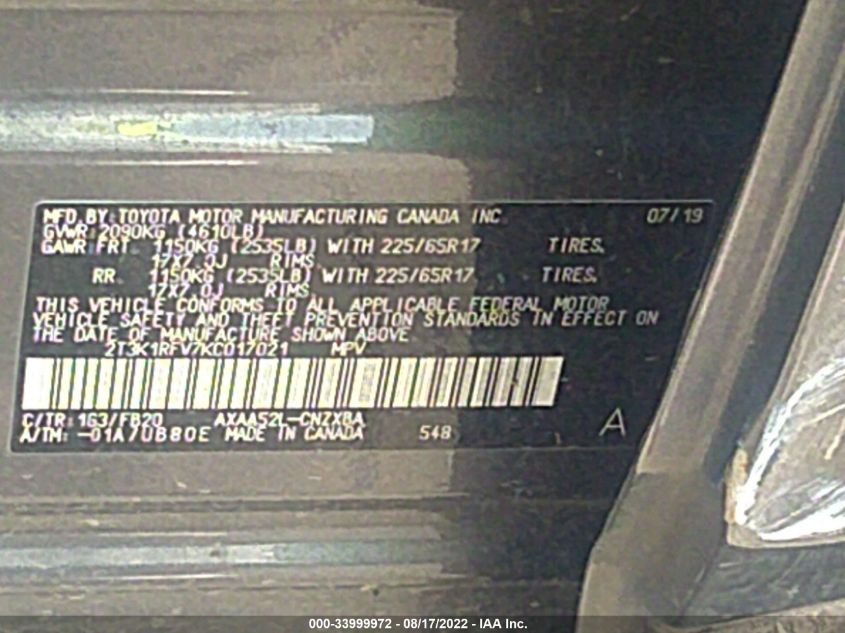 MFD. BY: TOYOTA MOTOR MANUFACTURING CANADA INC. 07/19
GVWR: 2090KG (4610LB)
GAWR FRT. 1150KG (2535LB) WITH 225/65R17 TIRES,
17X7.0J RIMS
RR. 1150KG (2535LB) WITH 225/65R17 TIRES,
17X7.0J RIMS
THIS VEHICLE CONFORMS TO ALL APPLICABLE FEDERAL MOTOR
VEHICLE SAFETY AND THEFT PREVENTION STANDARDS IN EFFECT ON
THE DATE OF MANUFACTURE SHOWN ABOVE
2T3K1RFV7KC017021 MPV
C/TR: 1G3/FB20 AXAA52L-CNZXBA
A/TM: -01A/UB80E MADE IN CANADA 548 A
000-33999972 - 08/17/2022 - IAA Inc.